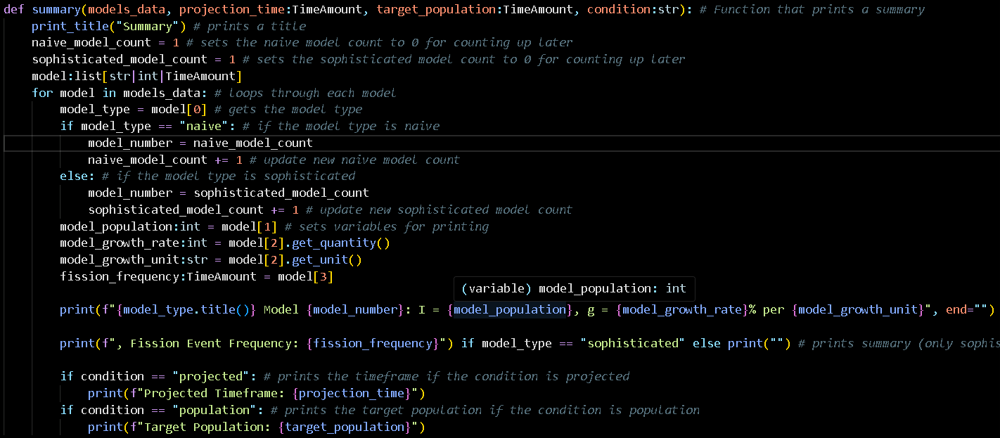 def summary(models_data, projection_time:TimeAmount, target_population:TimeAmount, condition:str): # Function that prints a summary
    print_title("Summary") # prints a title
    naive_model_count = 1 # sets the naive model count to 0 for counting up later
    sophisticated_model_count = 1 # sets the sophisticated model count to 0 for counting up later
    model:list[str|int|TimeAmount]
    for model in models_data: # loops through each model
        model_type = model[0] # gets the model type
        if model_type == "naive": # if the model type is naive
            model_number = naive_model_count
            naive_model_count += 1 # update new naive model count
        else: # if the model type is sophisticated
            model_number = sophisticated_model_count
            sophisticated_model_count += 1 # update new sophisticated model count
        model_population:int = model[1] # sets variables for printing
        model_growth_rate:int = model[2].get_quantity()
        model_growth_unit:str = model[2].get_unit()
        fission_frequency:TimeAmount = model[3]
(variable) model_population: int
        print(f"{model_type.title()} Model {model_number}: I = {model_population}, g = {model_growth_rate}% per {model_growth_unit}", end="")
        print(f", Fission Event Frequency: {fission_frequency}") if model_type == "sophisticated" else print("") # prints summary (only sophis
        if condition == "projected": # prints the timeframe if the condition is projected
            print(f"Projected Timeframe: {projection_time}")
        if condition == "population": # prints the target population if the condition is population
            print(f"Target Population: {target_population}")